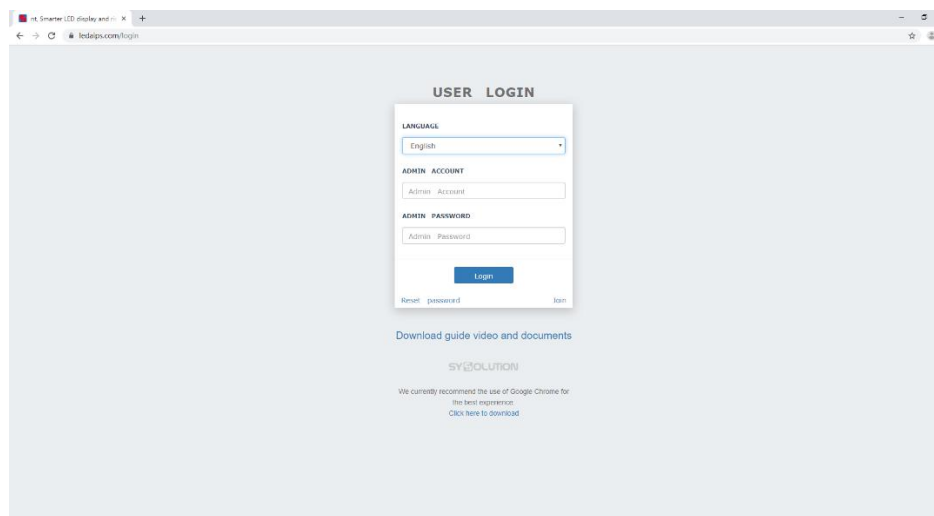 nt, Smarter LED display and
ledaips.com/login
USER LOGIN
LANGUAGE
English
ADMIN ACCOUNT
Admin Account
ADMIN PASSWORD
Admin Password
Login
Reset password Join
Download guide video and documents
SYSOLUTION
We currently recommend the use of Google Chrome for
the best experience
Click here to download